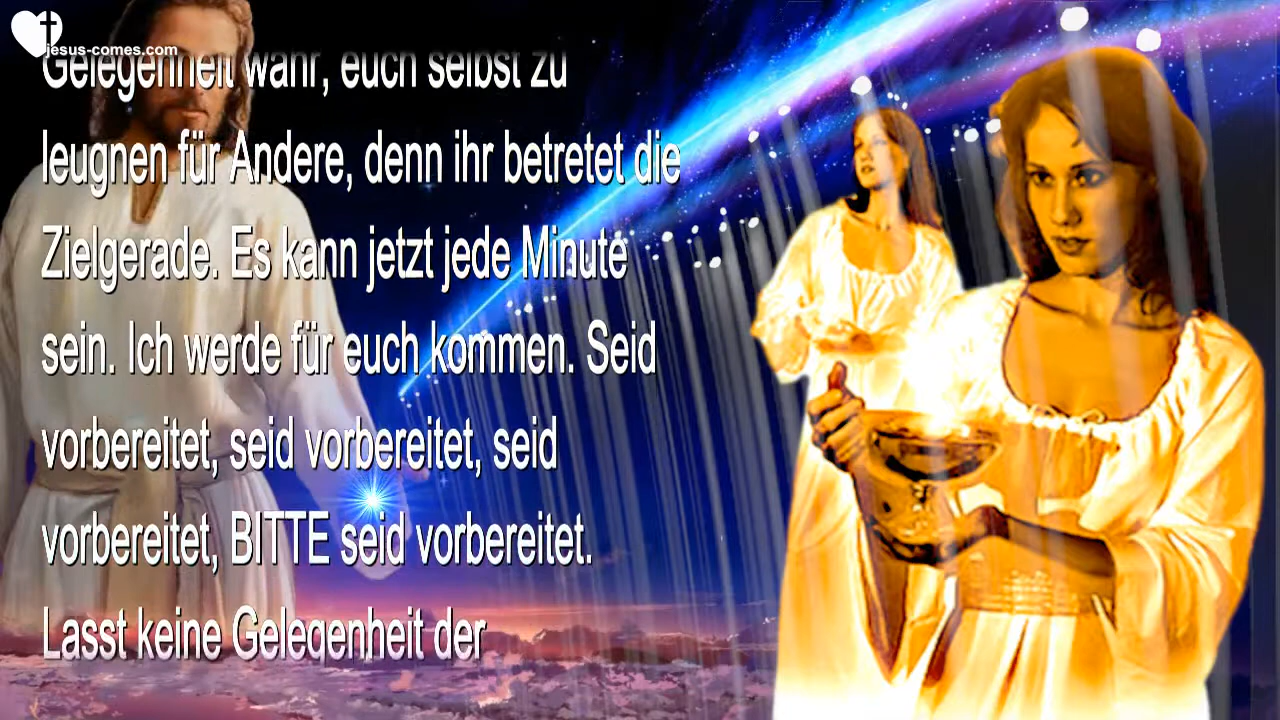 jesus-comes.com
Gelegenheit wahr, euch selbst zu
leugnen für Andere, denn ihr betretet die
Zielgerade. Es kann jetzt jede Minute
sein. Ich werde für euch kommen. Seid
vorbereitet, seid vorbereitet, seid
vorbereitet, BITTE seid vorbereitet.
Lasst keine Gelegenheit der